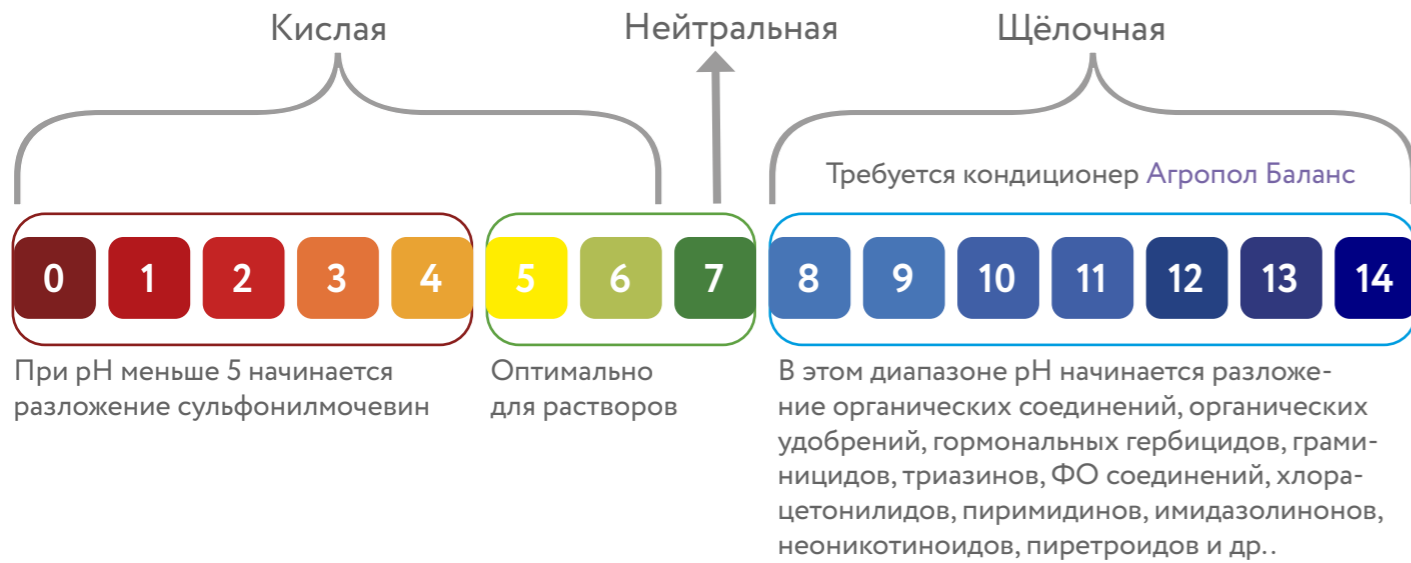 Кислая
Нейтральная
Щёлочная
Требуется кондиционер Агропол Баланс
0 1 2 3 4 5 6 7 8 9 10 11 12 13 14
При pH меньше 5 начинается
разложение сульфонилмочевин
Оптимально
для растворов
В этом диапазоне pH начинается разложе-
ние органических соединений, органических
удобрений, гормональных гербицидов, грами-
ницидов, триазинов, ФО соединений, хлора-
цетонилидов, пиримидинов, имидазолинонов,
неоникотиноидов, пиретроидов и др..